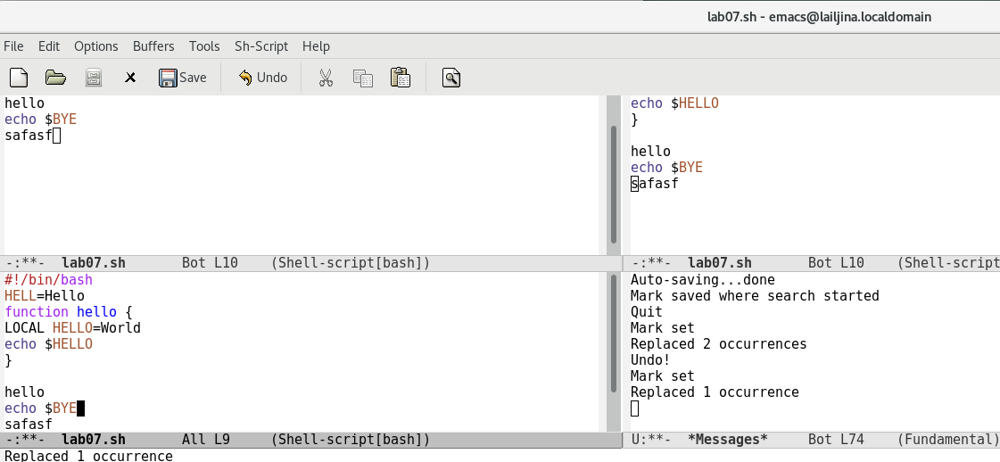 lab07.sh - emacs@lailjina.localdomain
File Edit Options Buffers Tools Sh-Script Help
Save Undo
hello
echo $BYE
safasf
-:**- lab07.sh Bot L10 (Shell-script[bash])
echo $HELLO
}
hello
echo $BYE
safasf
-:**- lab07.sh Bot L10 (Shell-script
#!/bin/bash
HELL=Hello
function hello {
LOCAL HELLO=World
echo $HELLO
}
hello
echo $BYE
safasf
-:**- lab07.sh All L9 (Shell-script[bash])
Auto-saving...done
Mark saved where search started
Quit
Mark set
Replaced 2 occurrences
Undo!
Mark set
Replaced 1 occurrence
U:**- *Messages* Bot L74 (Fundamental)
Replaced 1 occurrence